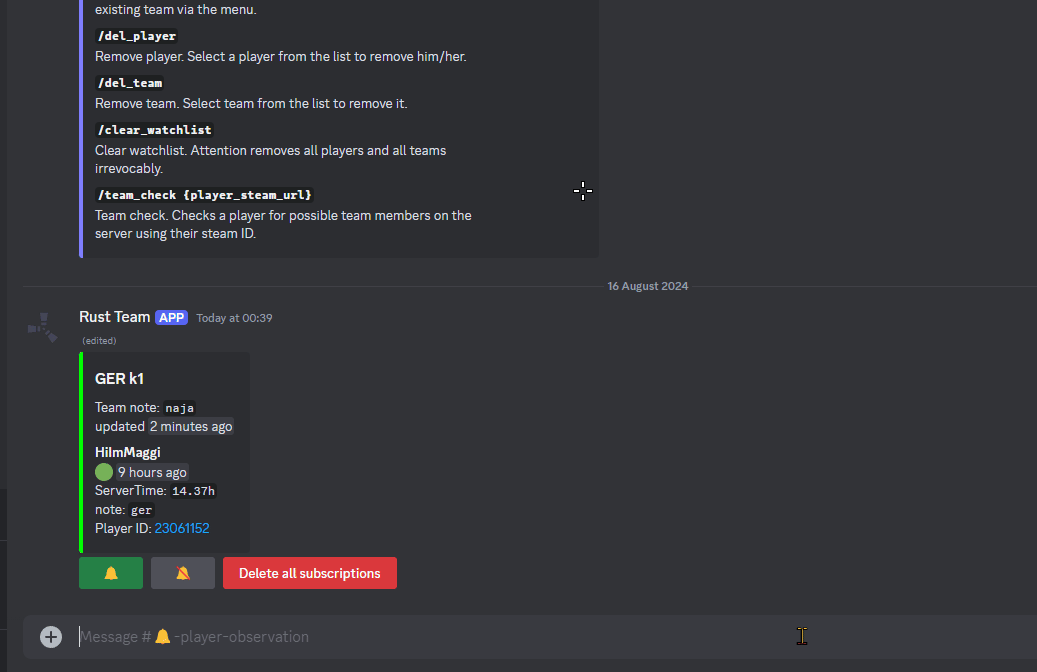 existing team via the menu.
/del_player
Remove player. Select a player from the list to remove him/her.
/del_team
Remove team. Select team from the list to remove it.
/clear_watchlist
Clear watchlist. Attention removes all players and all teams
irrevocably.
/team_check {player_steam_url}
Team check. Checks a player for possible team members on the
server using their steam ID.
16 August 2024
Rust Team APP Today at 00:39
(edited)
GER k1
Team note: naja
updated 2 minutes ago
HilmMaggi
9 hours ago
ServerTime: 14.37h
note: ger
Player ID: 23061152
Delete all subscriptions
Message #🔔-player-observation